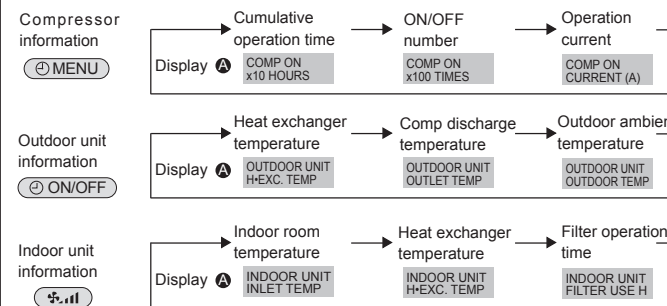 Compressor
information
MENU
Cumulative
operation time
ON/OFF
number
Operation
current
Display A
COMP ON
x10 HOURS
COMP ON
x100 TIMES
COMP ON
CURRENT (A)
Outdoor unit
information
ON/OFF
Heat exchanger
temperature
Comp discharge
temperature
Outdoor ambien
temperature
Display A
OUTDOOR UNIT
H•EXC. TEMP
OUTDOOR UNIT
OUTLET TEMP
OUTDOOR UNIT
OUTDOOR TEMP
Indoor unit
information
Indoor room
temperature
Heat exchanger
temperature
Filter operation
time
Display A
INDOOR UNIT
INLET TEMP
INDOOR UNIT
H•EXC. TEMP
INDOOR UNIT
FILTER USE H